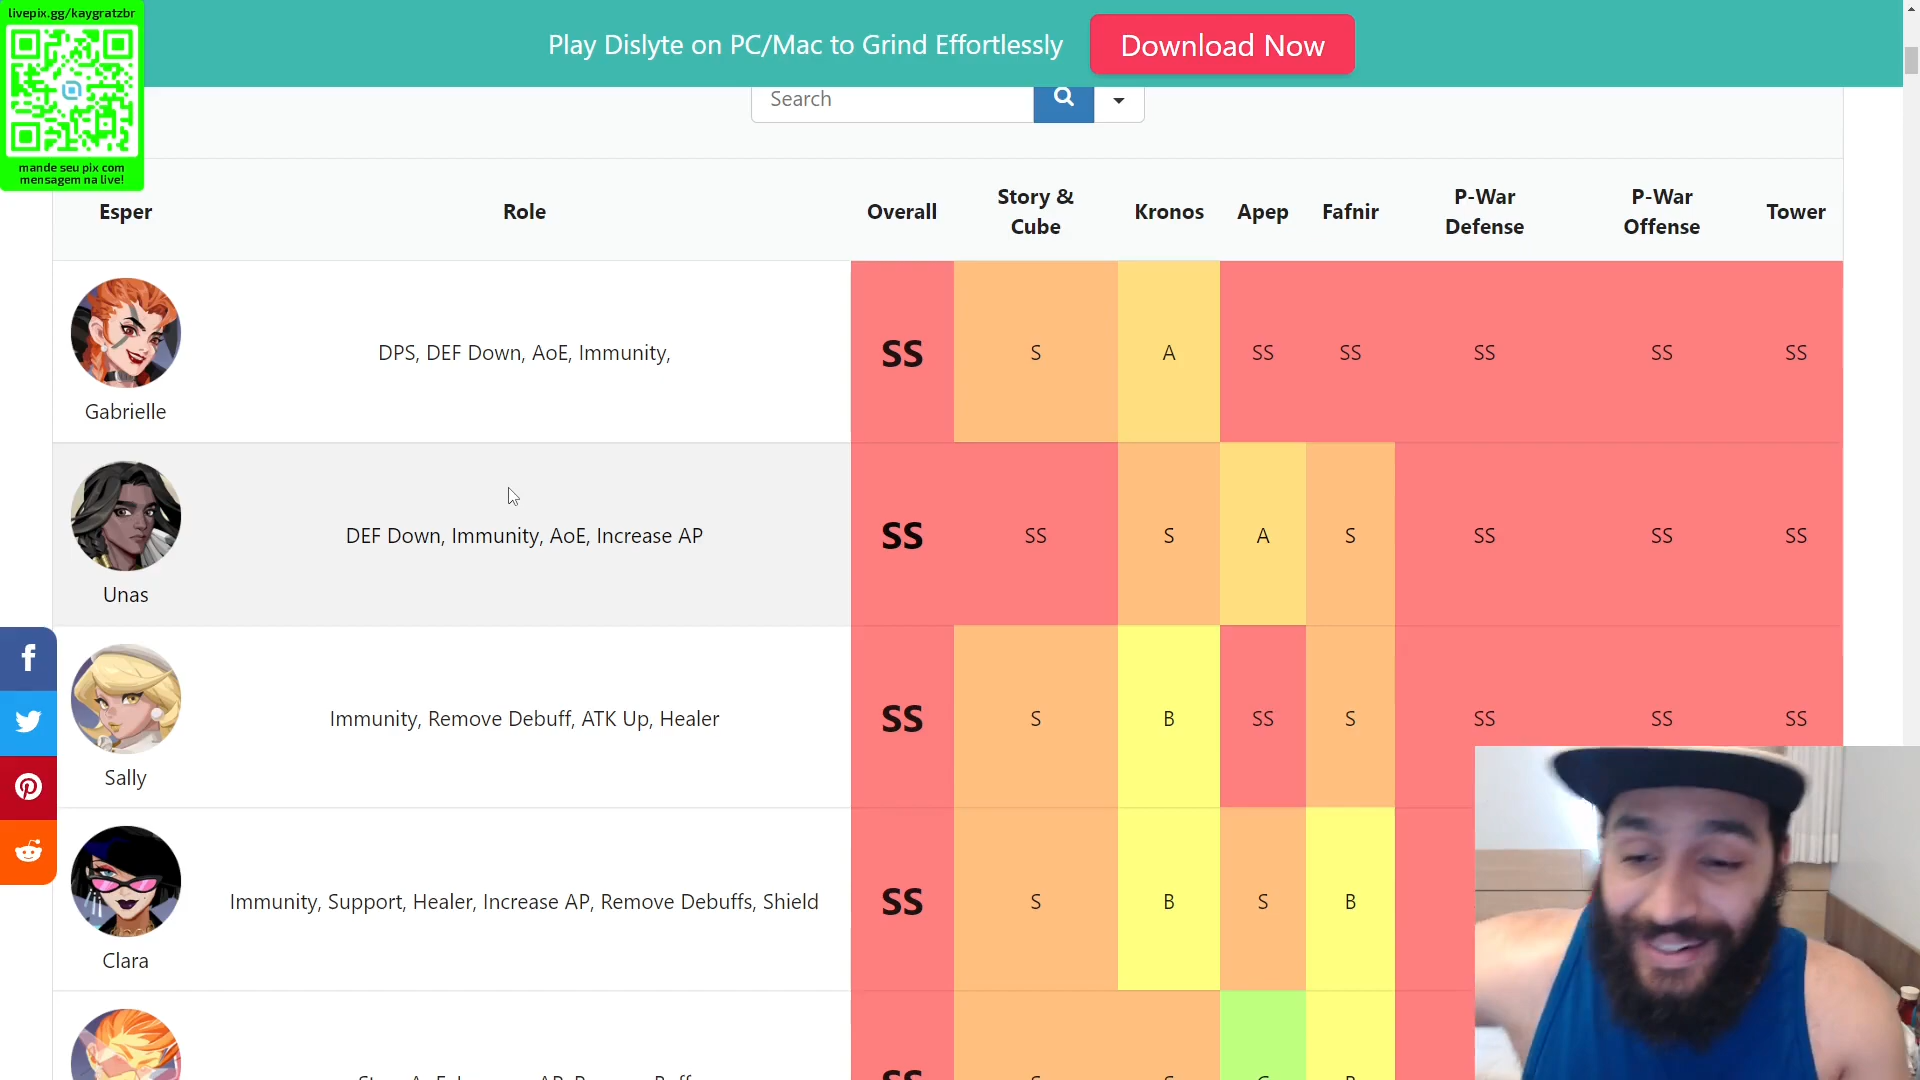 livepix.gg/kaygratzbr
mande seu pix com
mensagem na live!
Play Dislyte on PC/Mac to Grind Effortlessly
Download Now
Search
Esper Role Overall Story & Cube Kronos Apep Fafnir P-War Defense P-War Offense Tower
DPS, DEF Down, AoE, Immunity, SS S A SS SS SS SS SS
Gabrielle
DEF Down, Immunity, AoE, Increase AP SS SS S A S SS SS SS
Unas
Immunity, Remove Debuff, ATK Up, Healer SS S B SS S SS SS SS
Sally
Immunity, Support, Healer, Increase AP, Remove Debuffs, Shield SS S B S B
Clara